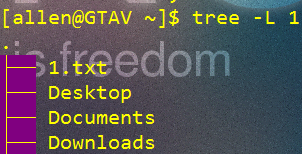 [allen@GTAV ~]$ tree -L 1
.
├── 1.txt
├── Desktop
├── Documents
├── Downloads
is freedom